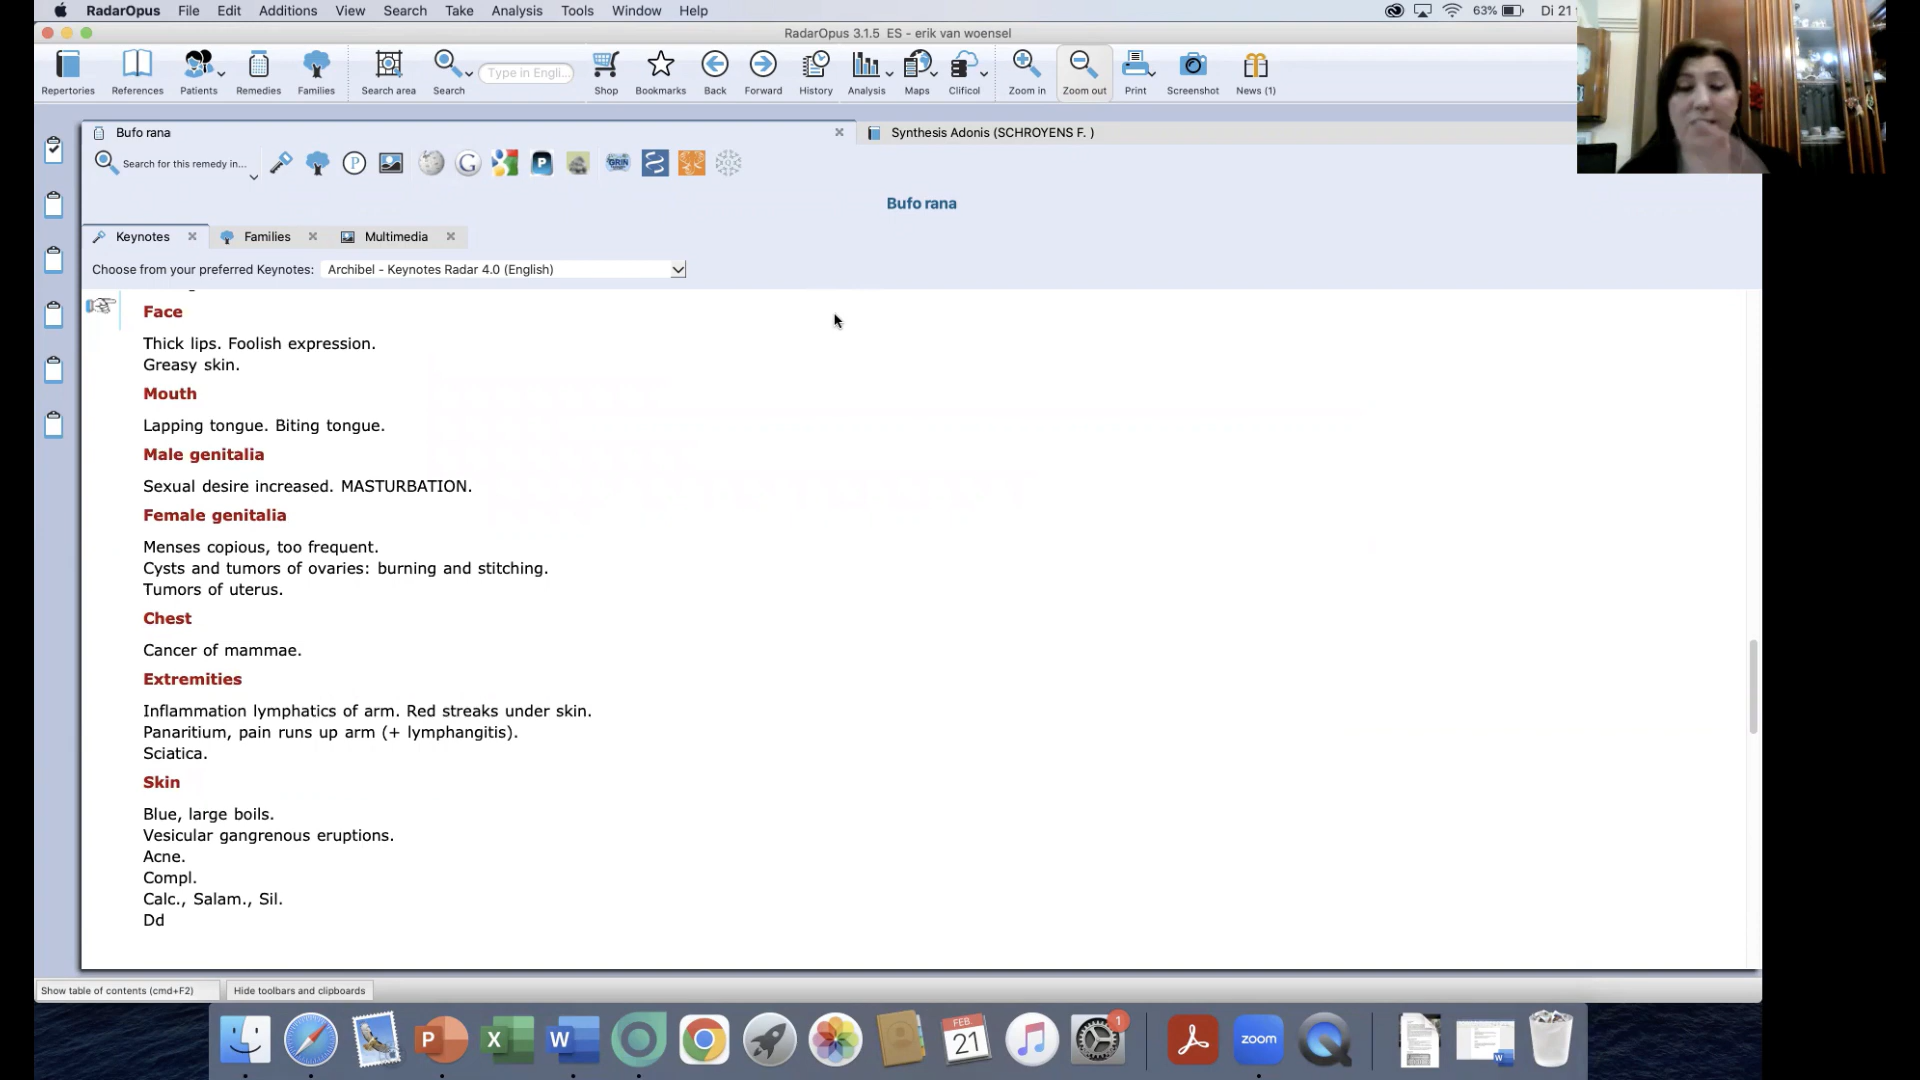 RadarOpus File Edit Additions View Search Take Analysis Tools Window Help 63% Di 21
RadarOpus 3.1.5 ES - erik van woensel
Repertories References Patients Remedies Families Search area Search Type in Engli... Shop Bookmarks Back Forward History Analysis Maps Clificol Zoom in Zoom out Print Screenshot News (1)
Bufo rana
Synthesis Adonis (SCHROYENS F. )
Search for this remedy in... P G P GRIN
Bufo rana
Keynotes Families Multimedia
Choose from your preferred Keynotes: Archibel - Keynotes Radar 4.0 (English)
Face
Thick lips. Foolish expression.
Greasy skin.
Mouth
Lapping tongue. Biting tongue.
Male genitalia
Sexual desire increased. MASTURBATION.
Female genitalia
Menses copious, too frequent.
Cysts and tumors of ovaries: burning and stitching.
Tumors of uterus.
Chest
Cancer of mammae.
Extremities
Inflammation lymphatics of arm. Red streaks under skin.
Panaritium, pain runs up arm (+ lymphangitis).
Sciatica.
Skin
Blue, large boils.
Vesicular gangrenous eruptions.
Acne.
Compl.
Calc., Salam., Sil.
Dd
Show table of contents (cmd+F2) Hide toolbars and clipboards
P X W FEB. 21 1 zoom W